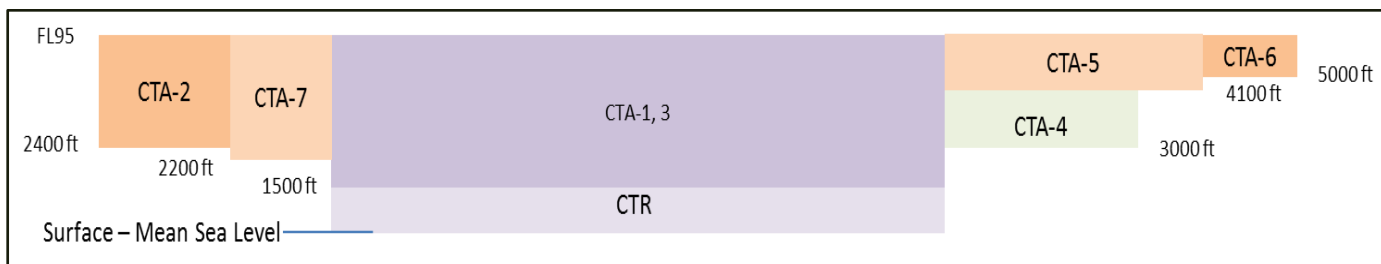 FL95
CTA-2
CTA-7
CTA-1, 3
CTA-5
CTA-6
5000 ft
4100 ft
CTA-4
2400 ft
2200 ft
3000 ft
1500 ft
CTR
Surface – Mean Sea Level